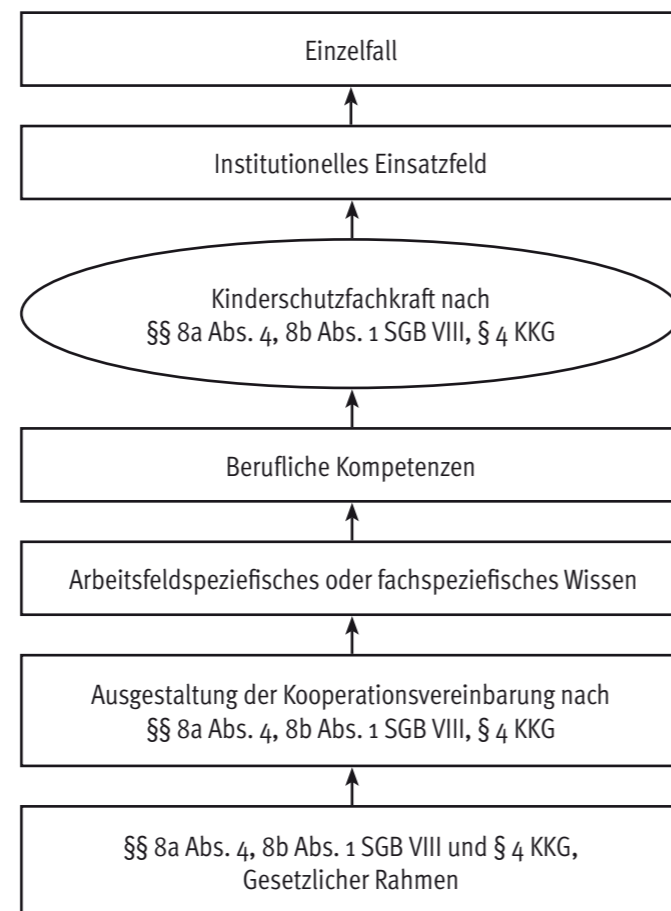 Einzelfall
Institutionelles Einsatzfeld
Kinderschutzfachkraft nach
§§ 8a Abs. 4, 8b Abs. 1 SGB VIII, § 4 KKG
Berufliche Kompetenzen
Arbeitsfeldspeziefisches oder fachspeziefisches Wissen
Ausgestaltung der Kooperationsvereinbarung nach
§§ 8a Abs. 4, 8b Abs. 1 SGB VIII, § 4 KKG
§§ 8a Abs. 4, 8b Abs. 1 SGB VIII und § 4 KKG,
Gesetzlicher Rahmen